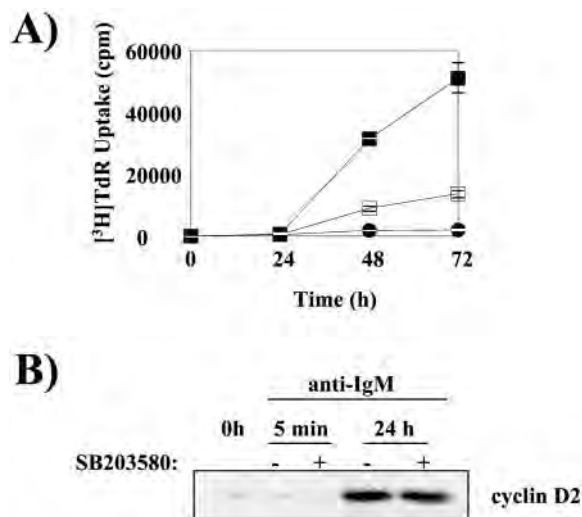 A)
[³H]TdR Uptake (cpm)
60000
40000
20000
0
0 24 48 72
Time (h)
B)
anti-IgM
0h 5 min 24 h
SB203580: - + - +
cyclin D2